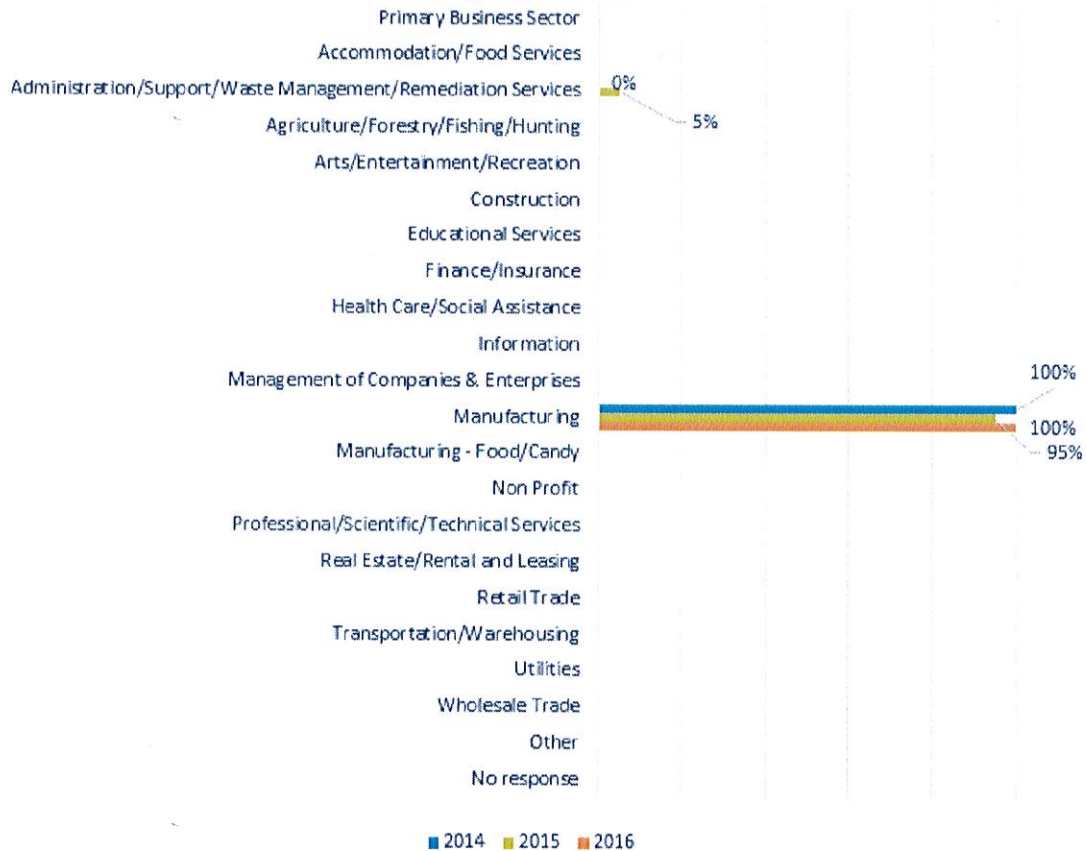 Primary Business Sector
Accommodation/Food Services
Administration/Support/Waste Management/Remediation Services 0%
Agriculture/Forestry/Fishing/Hunting 5%
Arts/Entertainment/Recreation
Construction
Educational Services
Finance/Insurance
Health Care/Social Assistance
Information
Management of Companies & Enterprises 100%
Manufacturing 100%
Manufacturing - Food/Candy 95%
Non Profit
Professional/Scientific/Technical Services
Real Estate/Rental and Leasing
Retail Trade
Transportation/Warehousing
Utilities
Wholesale Trade
Other
No response
2014 2015 2016